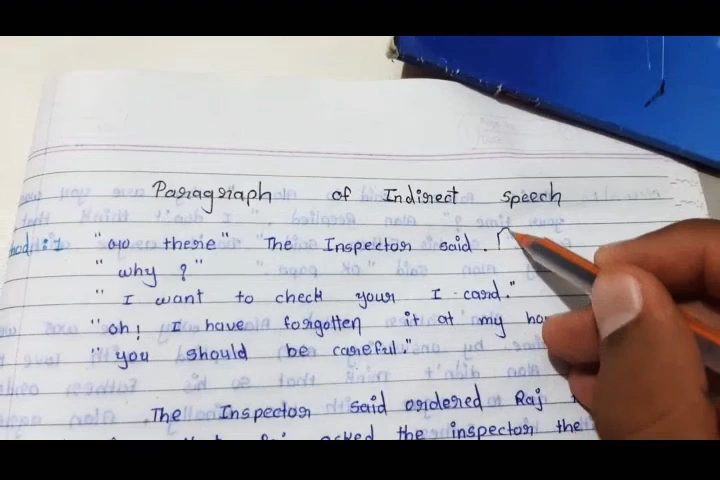 Paragraph of Indirect Speech
"Go there" The Inspector said.
"Why ?"
"I want to check your I-card."
"Oh! I have forgotten it at my
"You should be careful."
The Inspector said ordered Raj
asked the inspector the